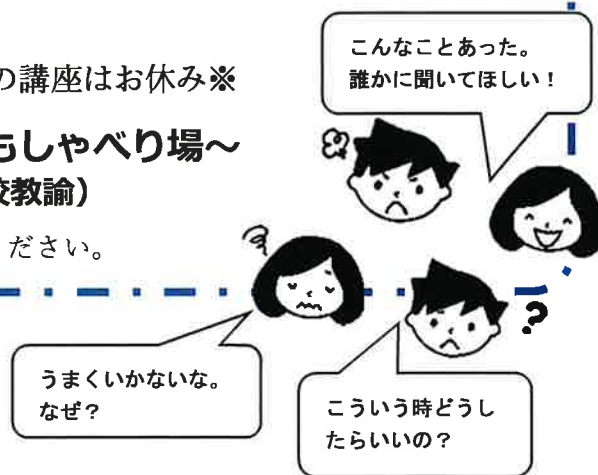 の講座はお休み※
もしゃべり場～
校教諭）
ださい。
こんなことあった。
誰かに聞いてほしい！
？
うまくいかないな。
なぜ？
こういう時どうし
たらいいの？